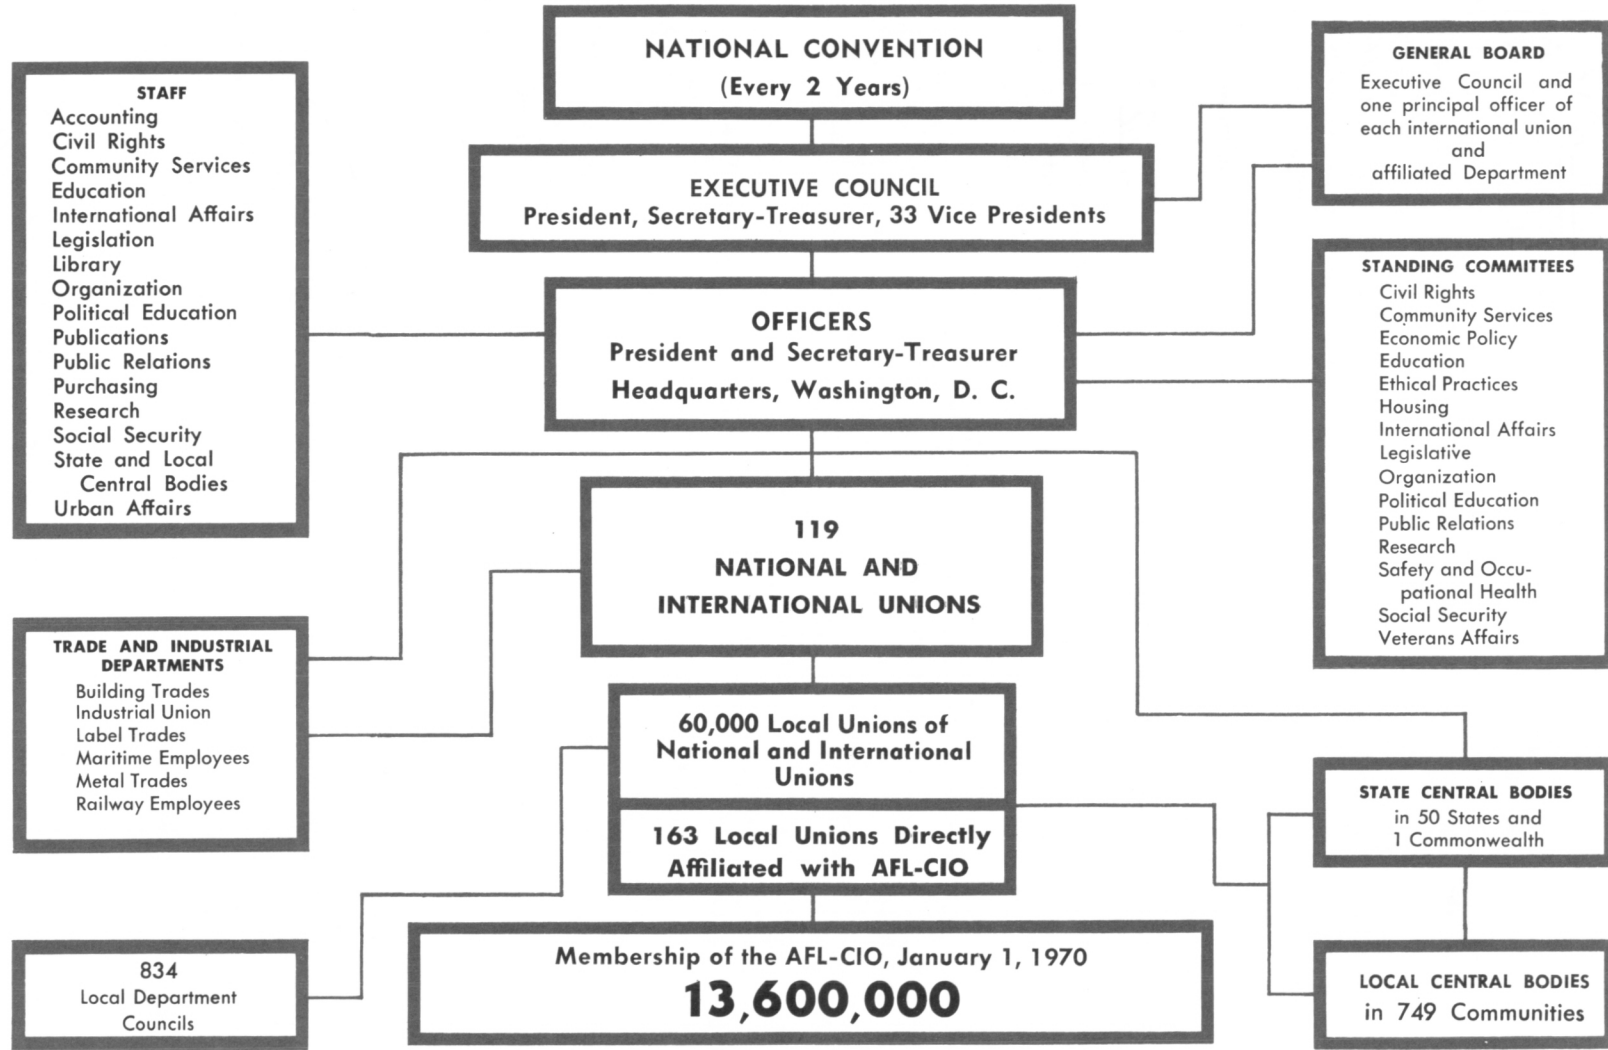 NATIONAL CONVENTION
(Every 2 Years)
EXECUTIVE COUNCIL
President, Secretary-Treasurer, 33 Vice Presidents
GENERAL BOARD
Executive Council and
one principal officer of
each international union
and
affiliated Department
STAFF
Accounting
Civil Rights
Community Services
Education
International Affairs
Legislation
Library
Organization
Political Education
Publications
Public Relations
Purchasing
Research
Social Security
State and Local
Central Bodies
Urban Affairs
OFFICERS
President and Secretary-Treasurer
Headquarters, Washington, D. C.
STANDING COMMITTEES
Civil Rights
Community Services
Economic Policy
Education
Ethical Practices
Housing
International Affairs
Legislative
Organization
Political Education
Public Relations
Research
Safety and Occu-
pational Health
Social Security
Veterans Affairs
119
NATIONAL AND
INTERNATIONAL UNIONS
TRADE AND INDUSTRIAL
DEPARTMENTS
Building Trades
Industrial Union
Label Trades
Maritime Employees
Metal Trades
Railway Employees
60,000 Local Unions of
National and International
Unions
163 Local Unions Directly
Affiliated with AFL-CIO
STATE CENTRAL BODIES
in 50 States and
1 Commonwealth
834
Local Department
Councils
Membership of the AFL-CIO, January 1, 1970
13,600,000
LOCAL CENTRAL BODIES
in 749 Communities